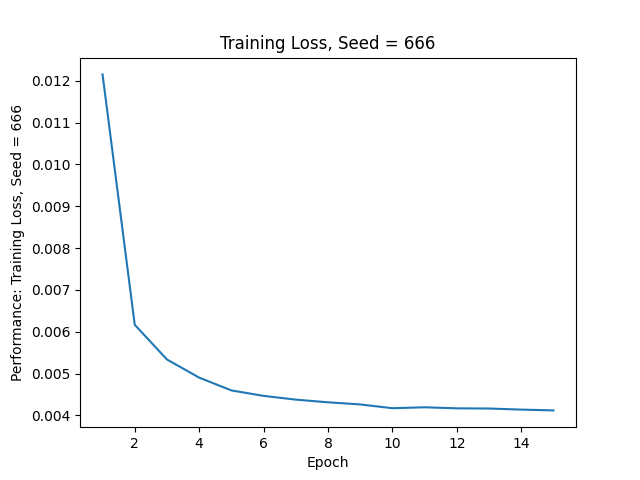 Training Loss, Seed = 666
0.012
0.011
0.010
0.009
0.008
0.007
0.006
0.005
0.004
Performance: Training Loss, Seed = 666
2 4 6 8 10 12 14
Epoch